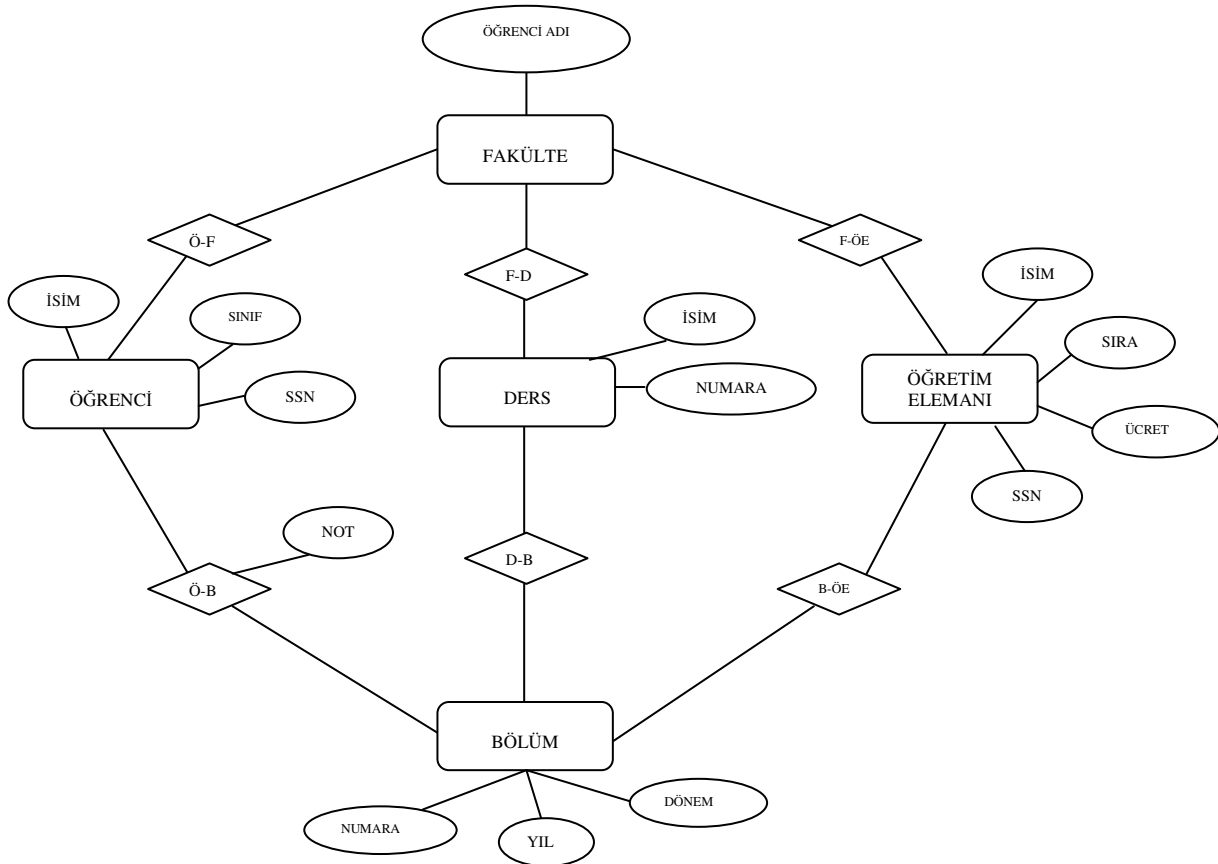 ÖĞRENCİ ADI
FAKÜLTE
Ö-F
F-ÖE
F-D
İSİM
İSİM
SINIF
İSİM
SIRA
ÖĞRENCİ
SSN
DERS
NUMARA
ÖĞRETİM
ELEMANI
ÜCRET
SSN
NOT
D-B
Ö-B
B-ÖE
BÖLÜM
NUMARA
YIL
DÖNEM